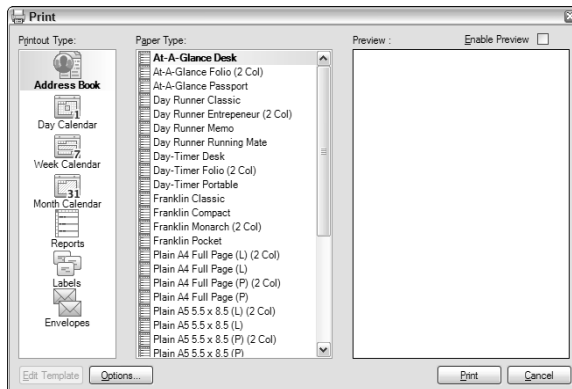 Print
Printout Type:
Address Book
1
Day Calendar
7
Week Calendar
31
Month Calendar
Reports
Labels
Envelopes
Paper Type:
At-A-Glance Desk
At-A-Glance Folio (2 Col)
At-A-Glance Passport
Day Runner Classic
Day Runner Entrepeneur (2 Col)
Day Runner Memo
Day Runner Running Mate
Day-Timer Desk
Day-Timer Folio (2 Col)
Day-Timer Portable
Franklin Classic
Franklin Compact
Franklin Monarch (2 Col)
Franklin Pocket
Plain A4 Full Page (L) (2 Col)
Plain A4 Full Page (L)
Plain A4 Full Page (P) (2 Col)
Plain A4 Full Page (P)
Plain A5 5.5 x 8.5 (L) (2 Col)
Plain A5 5.5 x 8.5 (L)
Plain A5 5.5 x 8.5 (P) (2 Col)
Plain A5 5.5 x 8.5 (P)
Preview :
Enable Preview
Edit Template
Options...
Print
Cancel